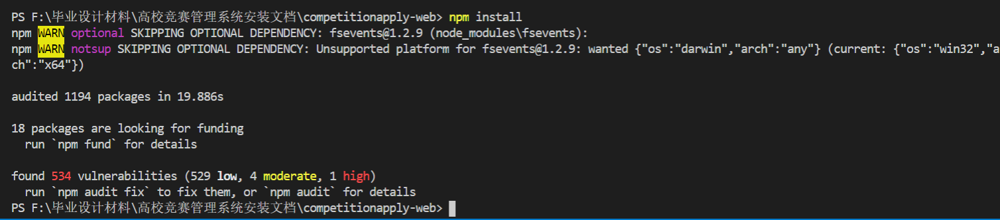 PS F:\毕业设计材料\高校竞赛管理系统安装文档\competitionapply-web> npm install
npm WARN optional SKIPPING OPTIONAL DEPENDENCY: fsevents@1.2.9 (node_modules\fsevents):
npm WARN notsup SKIPPING OPTIONAL DEPENDENCY: Unsupported platform for fsevents@1.2.9: wanted {"os":"darwin","arch":"any"} (current: {"os":"win32","a
ch":"x64"})
audited 1194 packages in 19.886s
18 packages are looking for funding
  run `npm fund` for details
found 534 vulnerabilities (529 low, 4 moderate, 1 high)
  run `npm audit fix` to fix them, or `npm audit` for details
PS F:\毕业设计材料\高校竞赛管理系统安装文档\competitionapply-web>